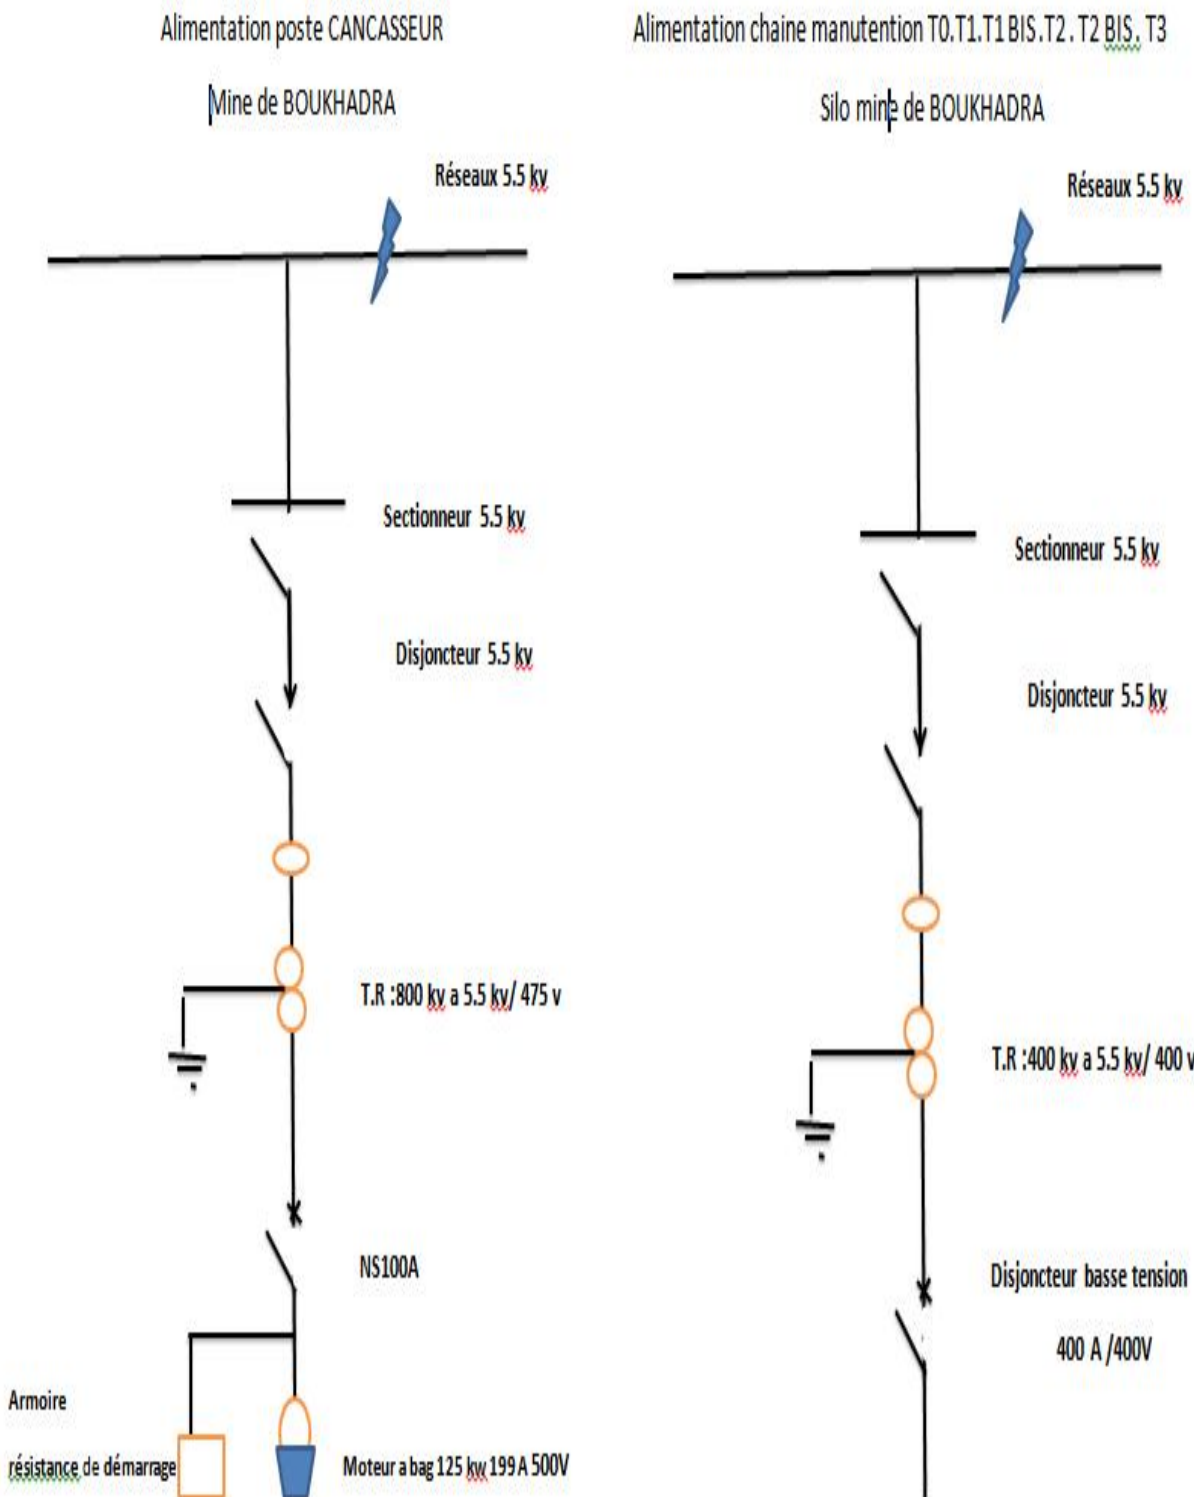 Alimentation poste CANCASSEUR
Mine de BOUKHADRA
Réseaux 5.5 kv
Sectionneur 5.5 kv
Disjoncteur 5.5 kv
T.R :800 kv a 5.5 kv/ 475 v
NS100A
Armoire
résistance de démarrage
Moteur a bag 125 kw 199 A 500V
Alimentation chaine manutention T0.T1.T1 BIS.T2 . T2 BIS. T3
Silo mine de BOUKHADRA
Réseaux 5.5 kv
Sectionneur 5.5 kv
Disjoncteur 5.5 kv
T.R :400 kv a 5.5 kv/ 400 v
Disjoncteur basse tension
400 A /400V